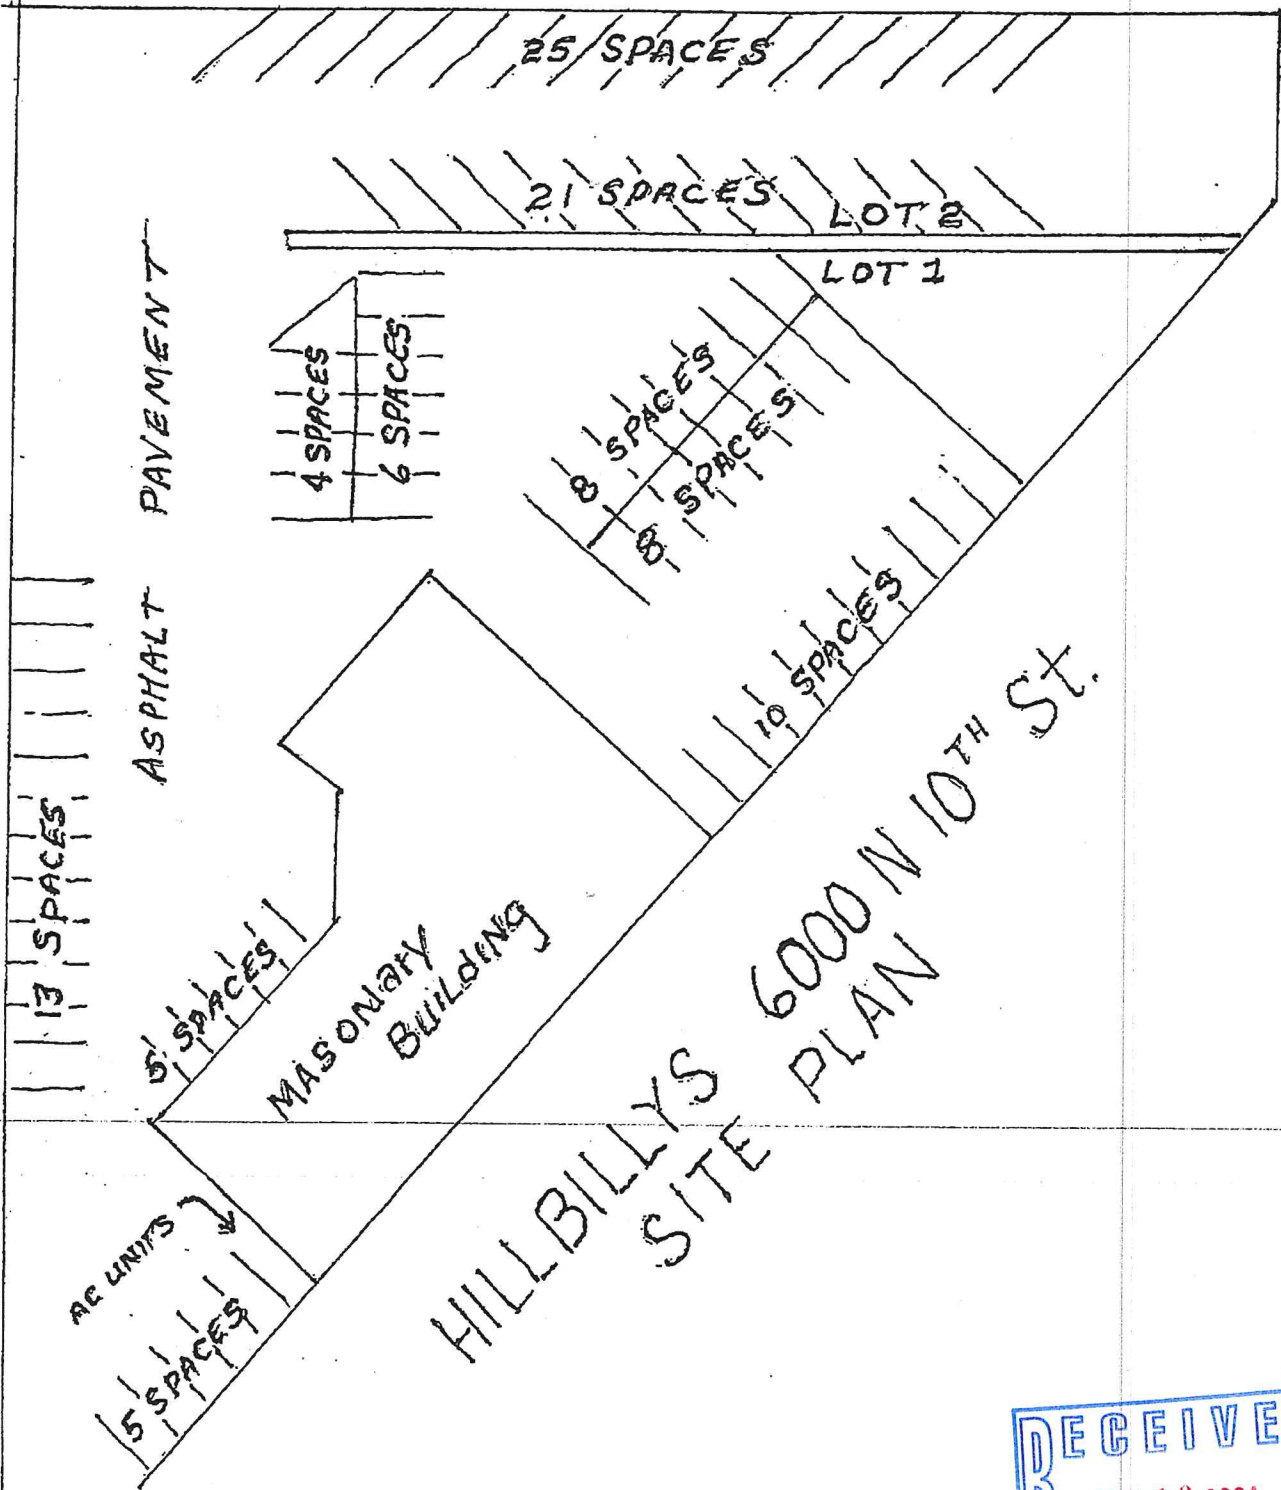 25 SPACES
21 SPACES
LOT 2
LOT 1
ASPHALT PAVEMENT
4 SPACES
6 SPACES
8 SPACES
8 SPACES
10 SPACES
13 SPACES
5 SPACES
MASONARY
BUILDING
AC UNITS
5 SPACES
HILLBILLYS 6000 N 10TH St.
SITE PLAN
RECEIVE